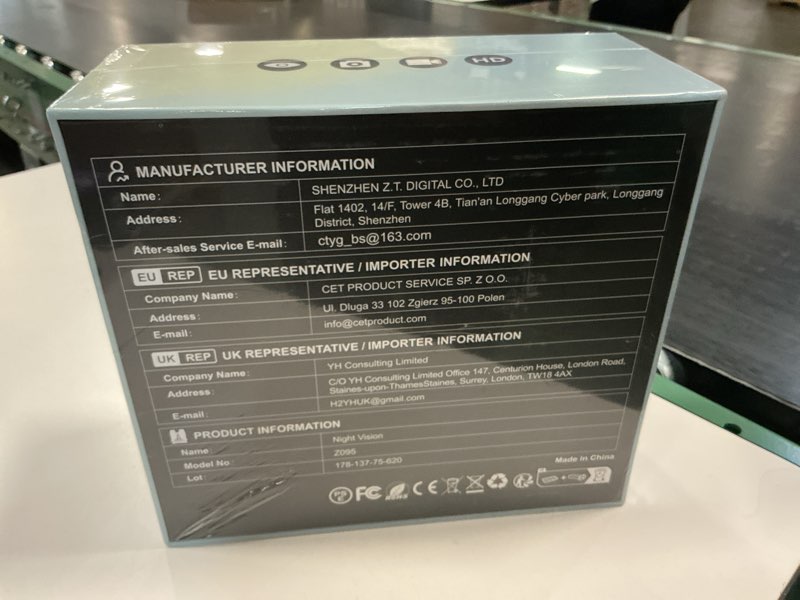 HD
MANUFACTURER INFORMATION
Name: SHENZHEN Z.T. DIGITAL CO., LTD
Address: Flat 1402, 14/F, Tower 4B, Tian'an Longgang Cyber park, Longgang
District, Shenzhen
After-sales Service E-mail: ctyg_bs@163.com
EU REP EU REPRESENTATIVE / IMPORTER INFORMATION
Company Name: CET PRODUCT SERVICE SP. Z O.O.
Address: Ul. Dluga 33 102 Zgierz 95-100 Polen
E-mail: info@cetproduct.com
UK REP UK REPRESENTATIVE / IMPORTER INFORMATION
Company Name: YH Consulting Limited
Address: C/O YH Consulting Limited Office 147, Centurion House, London Road,
Staines-upon-ThamesStaines, Surrey, London, TW18 4AX
E-mail: H2YHUK@gmail.com
PRODUCT INFORMATION
Name: Night Vision
Model No: Z095
Lot: 178-137-75-620
Made in China
PS E FC RoHS CE